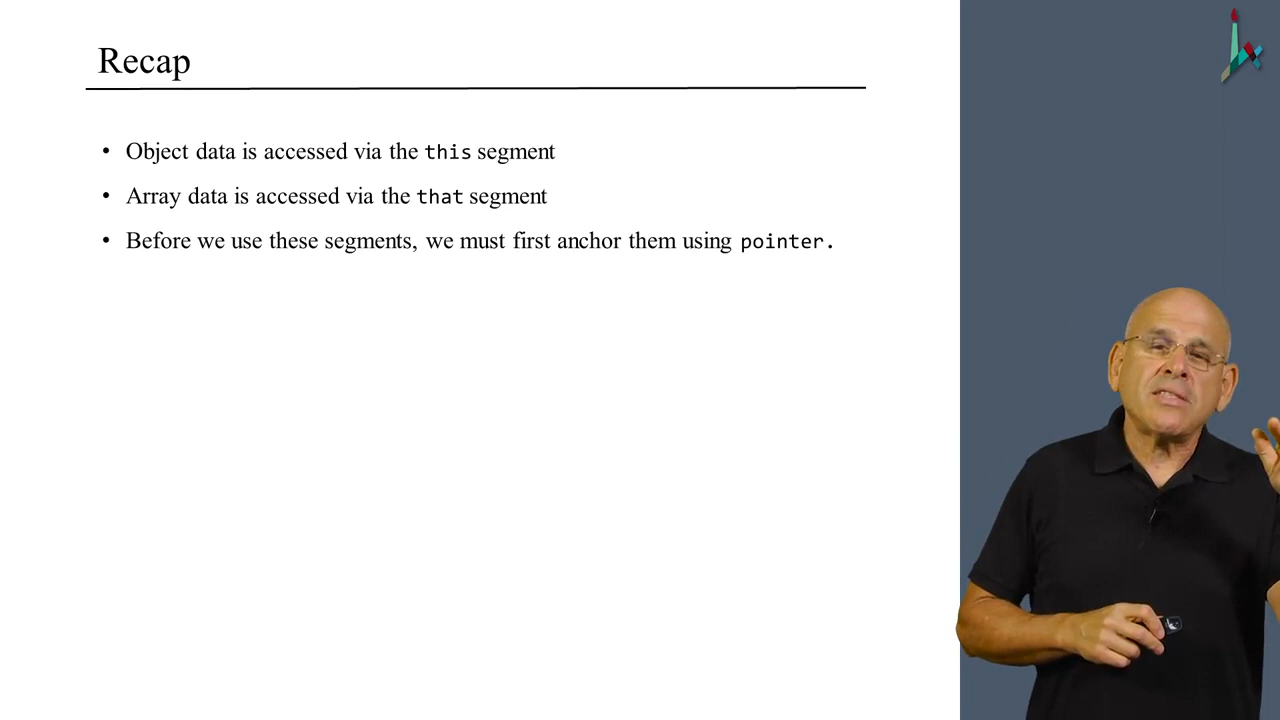 Recap
• Object data is accessed via the this segment
• Array data is accessed via the that segment
• Before we use these segments, we must first anchor them using pointer.